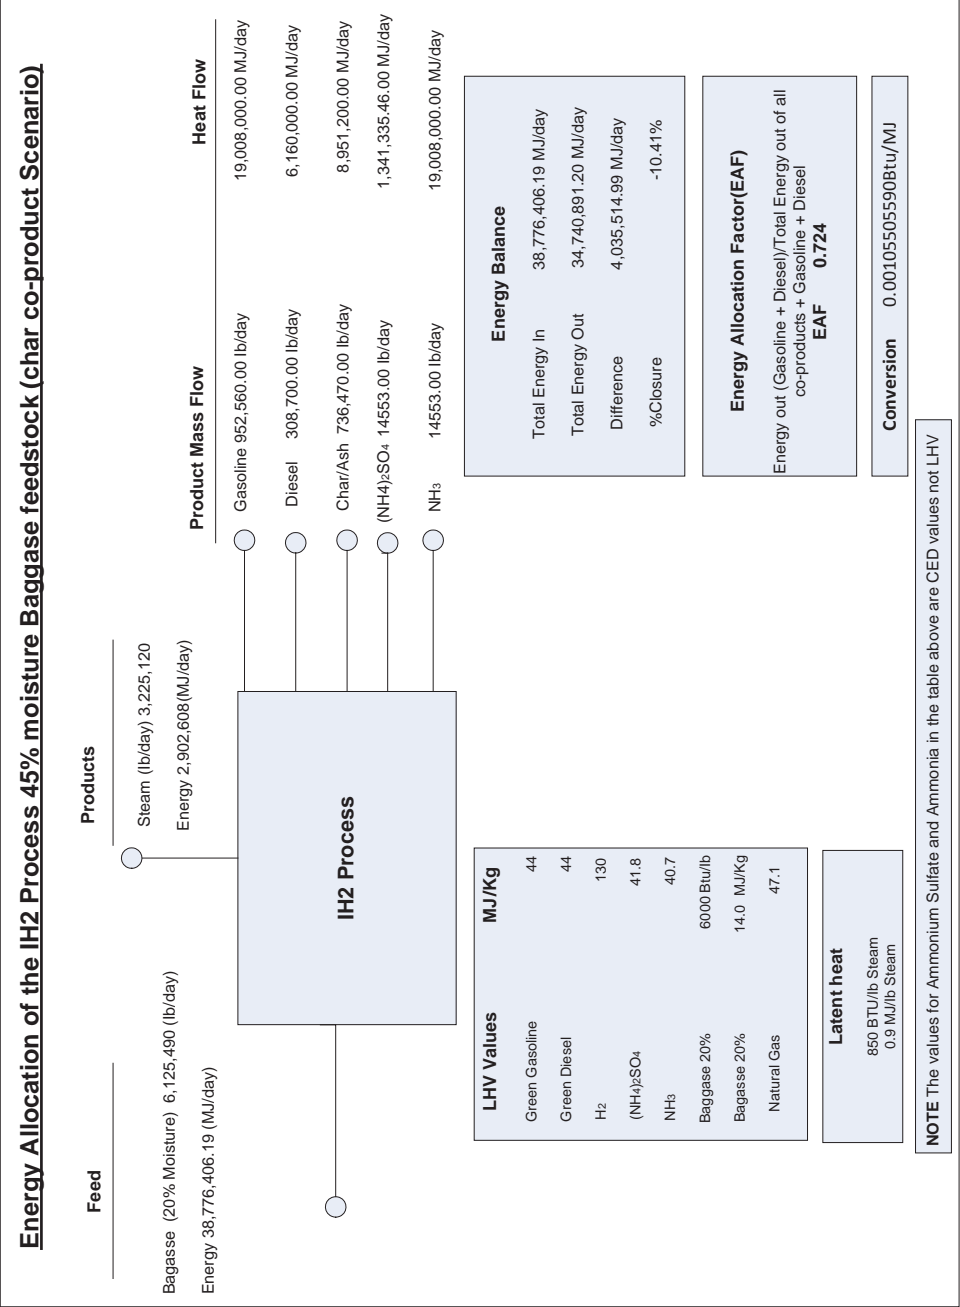 Energy Allocation of the IH2 Process 45% moisture Baggase feedstock (char co-product Scenario)
Feed
Bagasse (20% Moisture) 6,125,490 (lb/day)
Energy 38,776,406.19 (MJ/day)
Products
Steam (lb/day) 3,225,120
Energy 2,902,608(MJ/day)
IH2 Process
Product Mass Flow Heat Flow
Gasoline 952,560.00 lb/day 19,008,000.00 MJ/day
Diesel 308,700.00 lb/day 6,160,000.00 MJ/day
Char/Ash 736,470.00 lb/day 8,951,200.00 MJ/day
(NH4)2SO4 14553.00 lb/day 1,341,335.46.00 MJ/day
NH3 14553.00 lb/day 19,008,000.00 MJ/day
LHV Values MJ/Kg
Green Gasoline 44
Green Diesel 44
H2 130
(NH4)2SO4 41.8
NH3 40.7
Baggase 20% 6000 Btu/lb
Bagasse 20% 14.0 MJ/Kg
Natural Gas 47.1
Latent heat
850 BTU/lb Steam
0.9 MJ/lb Steam
Energy Balance
Total Energy In 38,776,406.19 MJ/day
Total Energy Out 34,740,891.20 MJ/day
Difference 4,035,514.99 MJ/day
%Closure -10.41%
Energy Allocation Factor(EAF)
Energy out (Gasoline + Diesel)/Total Energy out of all
co-products + Gasoline + Diesel
EAF 0.724
Conversion 0.00105505590Btu/MJ
NOTE The values for Ammonium Sulfate and Ammonia in the table above are CED values not LHV